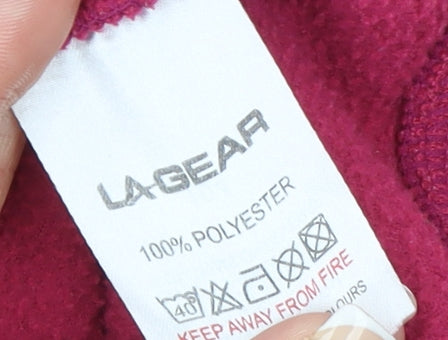 LA GEAR
100% POLYESTER
40°
KEEP AWAY FROM FIRE